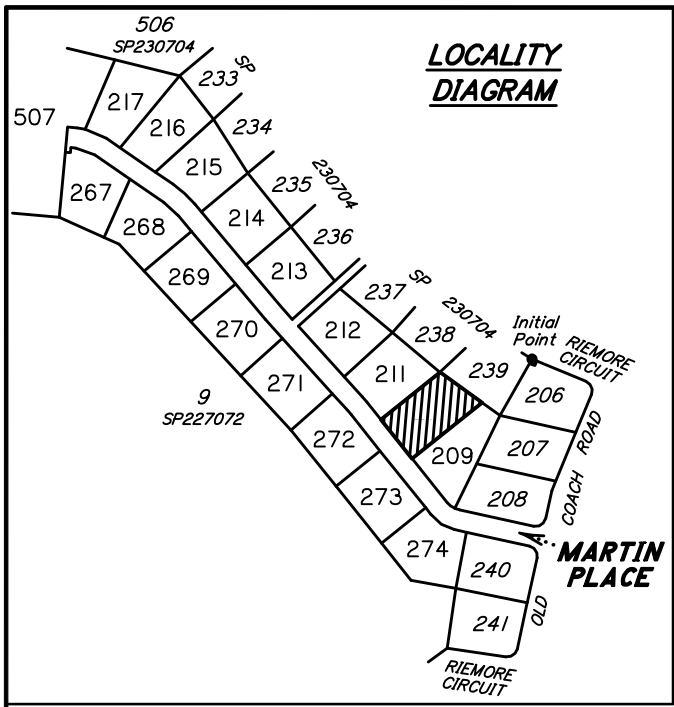 506
SP230704
LOCALITY
DIAGRAM
507
217
233
SP
216
234
215
235
230704
267
268
214
236
213
269
237
SP
230704
212
238
Initial
Point
RIEMORE
CIRCUIT
270
211
239
206
271
9
SP227072
272
209
207
ROAD
273
208
COACH
274
MARTIN
PLACE
240
OLD
241
RIEMORE
CIRCUIT